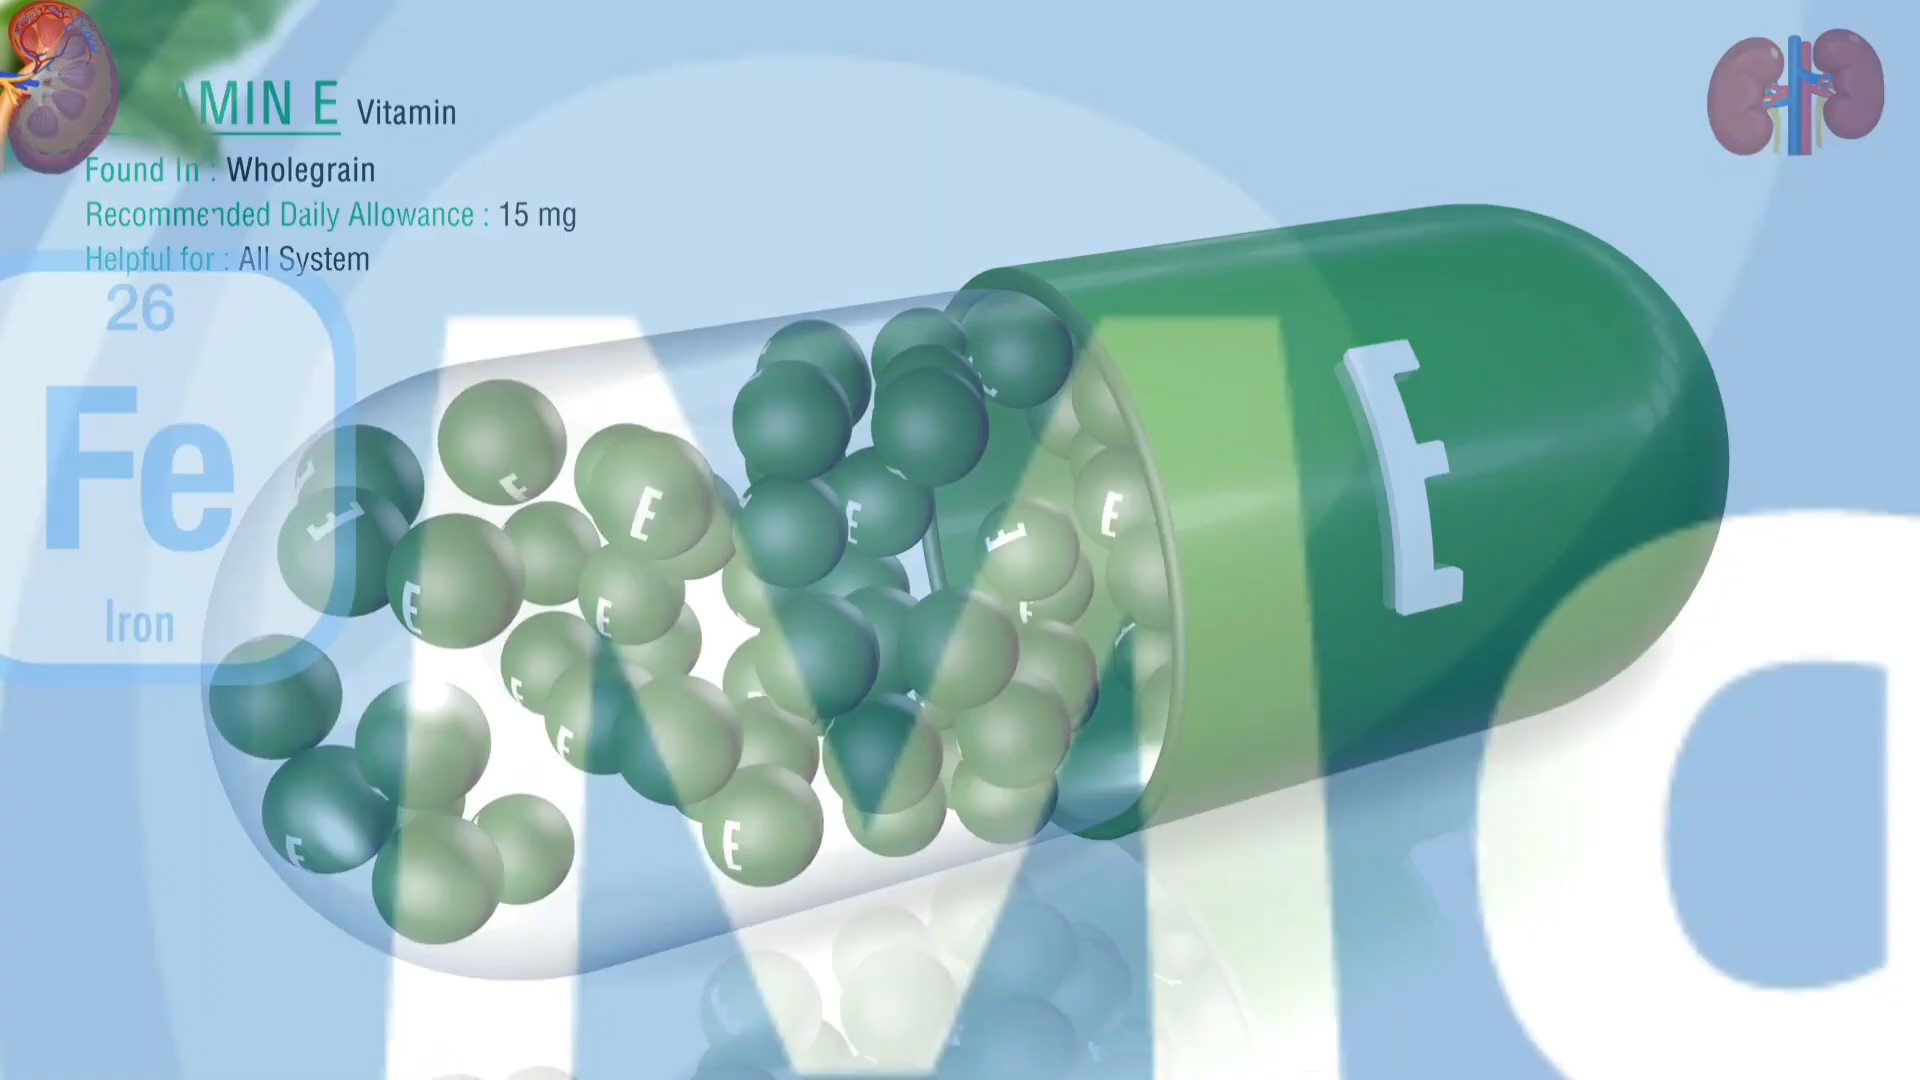 AMIN E Vitamin
Found In : Wholegrain
Recommended Daily Allowance : 15 mg
Helpful for : All System
26
Fe
Iron
E
E
E
E
E
E
E
E
E
M